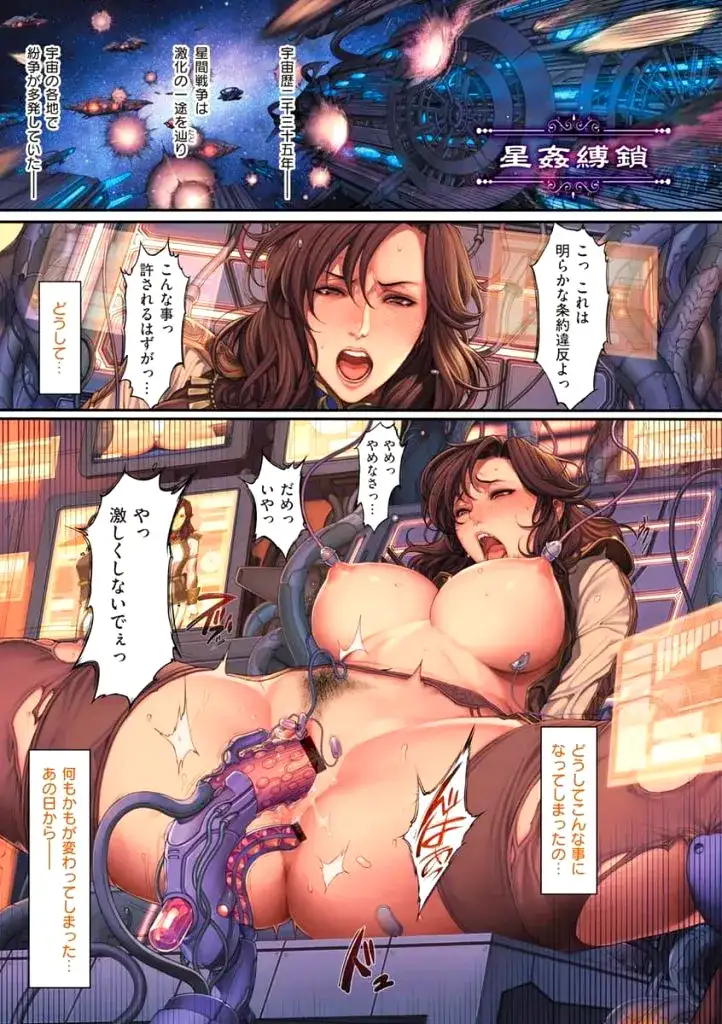 星姦縛鎖
宇宙歴二千三十五年――
星間戦争は
激化の一途を辿り
宇宙の各地で
紛争が多発していた――
こっ これは
明らかな条約違反よっ
こんな事っ
許されるはずがっ…
どうして…
やめっ
やめなさっ…
だめっ
いやっ
やっ
激しくしないでぇっ
どうしてこんな事に
なってしまったの…
何もかもが変わってしまった…
あの日から――